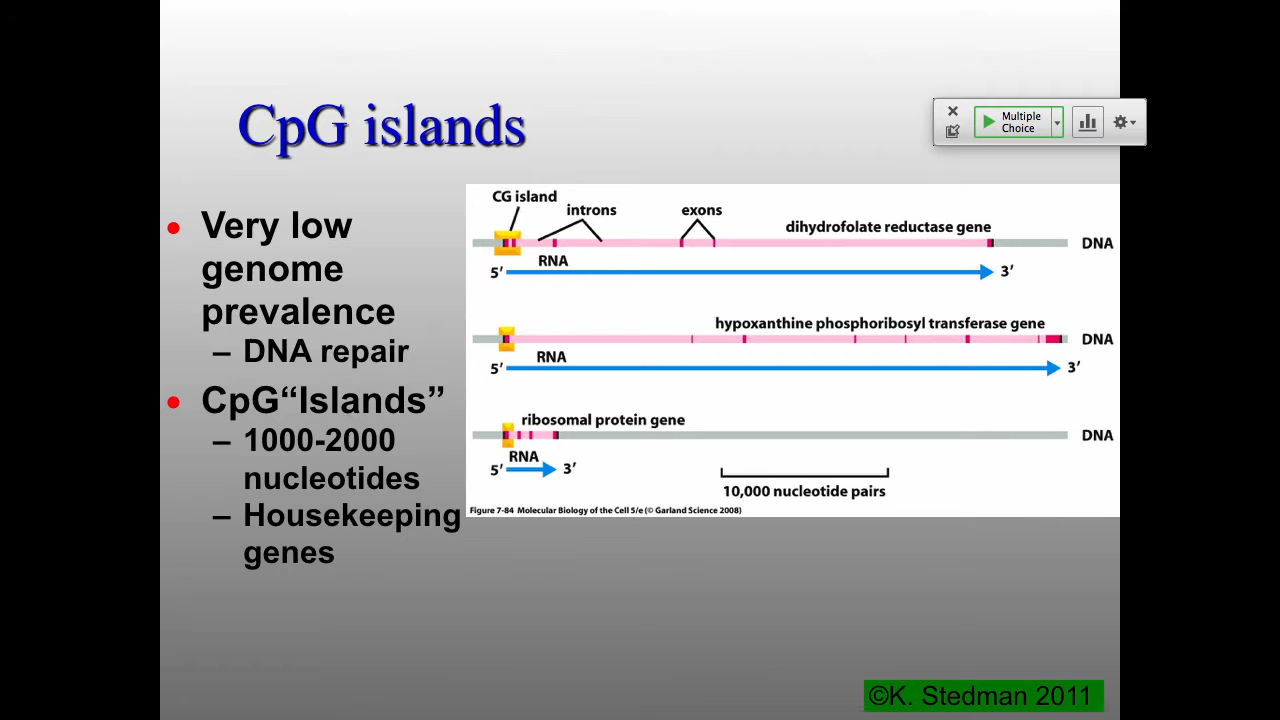 CpG islands
Multiple
Choice
• Very low
genome
prevalence
– DNA repair
• CpG“Islands”
– 1000-2000
nucleotides
– Housekeeping
genes
CG island
introns
exons
dihydrofolate reductase gene
DNA
RNA
5′ 3′
hypoxanthine phosphoribosyl transferase gene
DNA
RNA
5′ 3′
ribosomal protein gene
DNA
RNA
5′ 3′
10,000 nucleotide pairs
Figure 7-84 Molecular Biology of the Cell 5/e (© Garland Science 2008)
©K. Stedman 2011